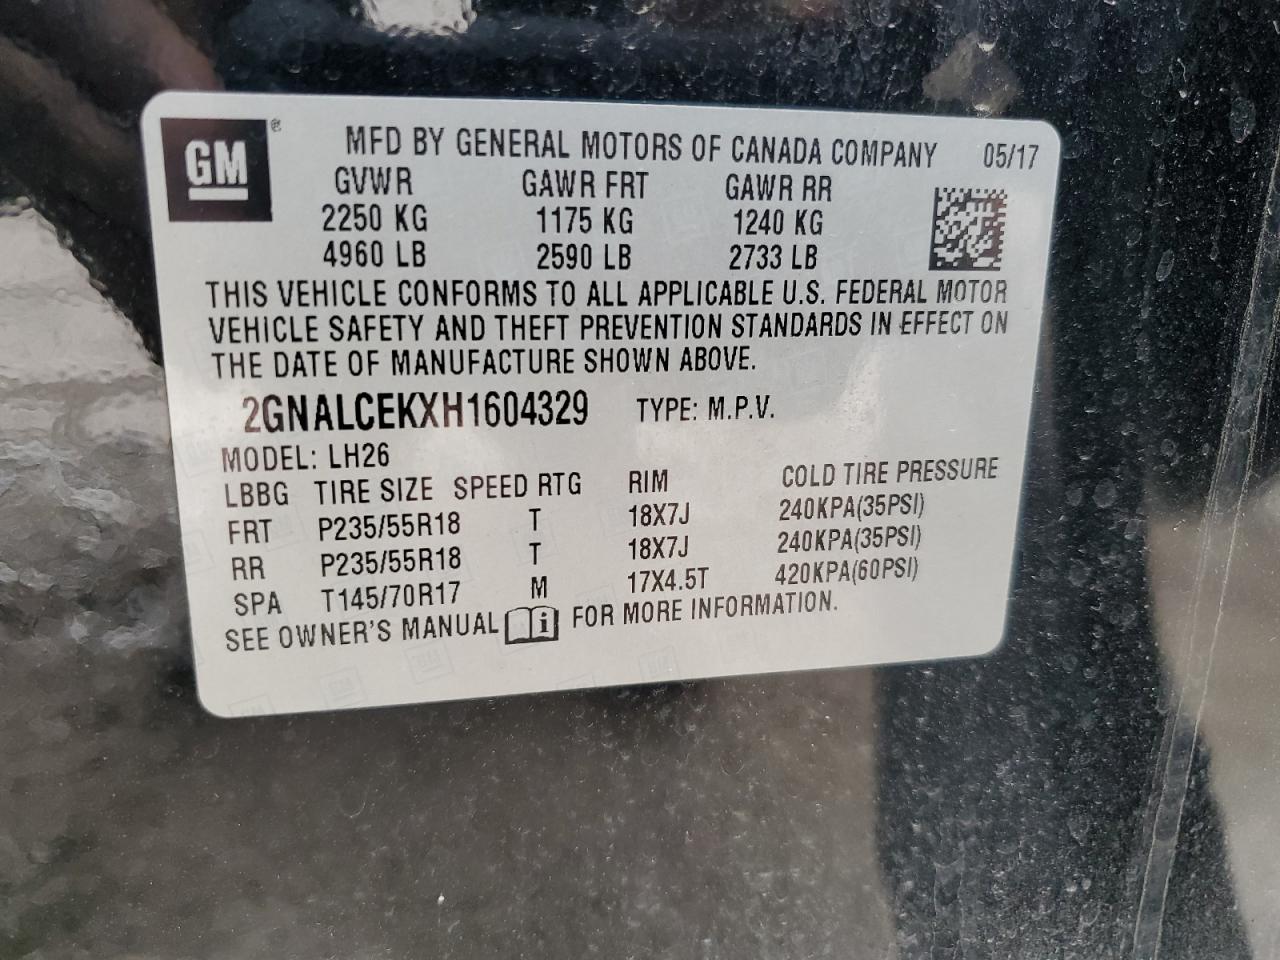 GM ® MFD BY GENERAL MOTORS OF CANADA COMPANY 05/17
GVWR GAWR FRT GAWR RR
2250 KG 1175 KG 1240 KG
4960 LB 2590 LB 2733 LB
THIS VEHICLE CONFORMS TO ALL APPLICABLE U.S. FEDERAL MOTOR
VEHICLE SAFETY AND THEFT PREVENTION STANDARDS IN EFFECT ON
THE DATE OF MANUFACTURE SHOWN ABOVE.
2GNALCEKXH1604329 TYPE: M.P.V.
MODEL: LH26
LBBG TIRE SIZE SPEED RTG RIM COLD TIRE PRESSURE
FRT P235/55R18 T 18X7J 240KPA(35PSI)
RR P235/55R18 T 18X7J 240KPA(35PSI)
SPA T145/70R17 M 17X4.5T 420KPA(60PSI)
SEE OWNER'S MANUAL i FOR MORE INFORMATION.